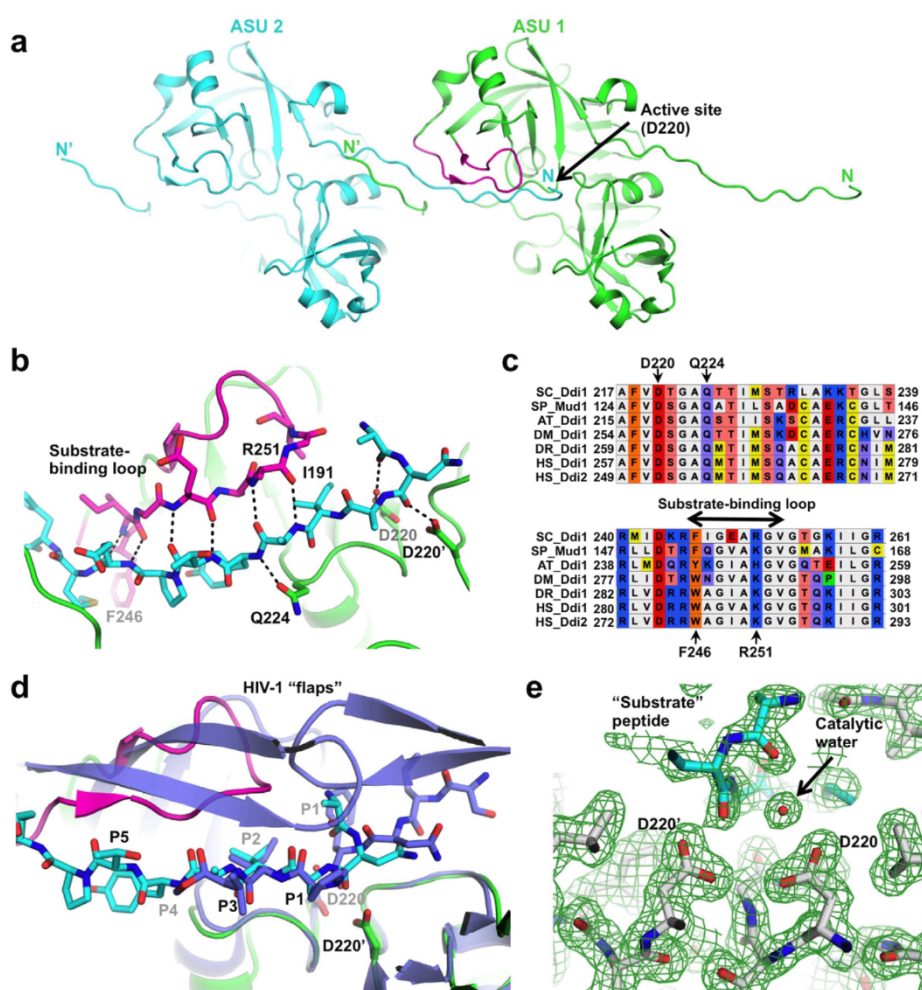 a
ASU 2
ASU 1
Active site
(D220)
N'
N'
N
N
b
Substrate-
binding loop
R251
I191
D220
D220'
Q224
F246
c
D220 Q224
SC_Ddi1 217 A F V D T G A Q T T I M S T R L A K K T G L S 239
SP_Mud1 124 A F V D S G A Q A T I L S A D C A E K C G L T 146
AT_Ddi1 215 A F V D S G A Q S T I I S K S C A E R C G L L 237
DM_Ddi1 254 A F V D S G A Q T T I M S K D C A E R C H V N 276
DR_Ddi1 259 A F V D S G A Q M T I M S Q A C A E R C N I M 281
HS_Ddi1 257 A F V D S G A Q M T I M S Q A C A E R C N I M 279
HS_Ddi2 249 A F V D S G A Q M T I M S Q A C A E R C N I M 271
Substrate-binding loop
SC_Ddi1 240 R M I D K R F I G E A R G V G T G K I I G R 261
SP_Mud1 147 R L L D T R F Q G V A K G V G M A K I L G C 168
AT_Ddi1 238 R L M D Q R Y K G I A H G V G Q T E I L G R 259
DM_Ddi1 277 R L I D T R W N G I A K G V G T Q P I L G R 298
DR_Ddi1 282 R L V D R R W A G I A K G V G T Q K I I G R 303
HS_Ddi1 280 R L V D R R W A G V A K G V G T Q R I I G R 301
HS_Ddi2 272 R L V D R R W A G I A K G V G T Q K I I G R 293
F246 R251
d
HIV-1 "flaps"
P5
P4
P3
P2
P1
P1'
D220
D220'
e
"Substrate"
peptide
Catalytic
water
D220'
D220